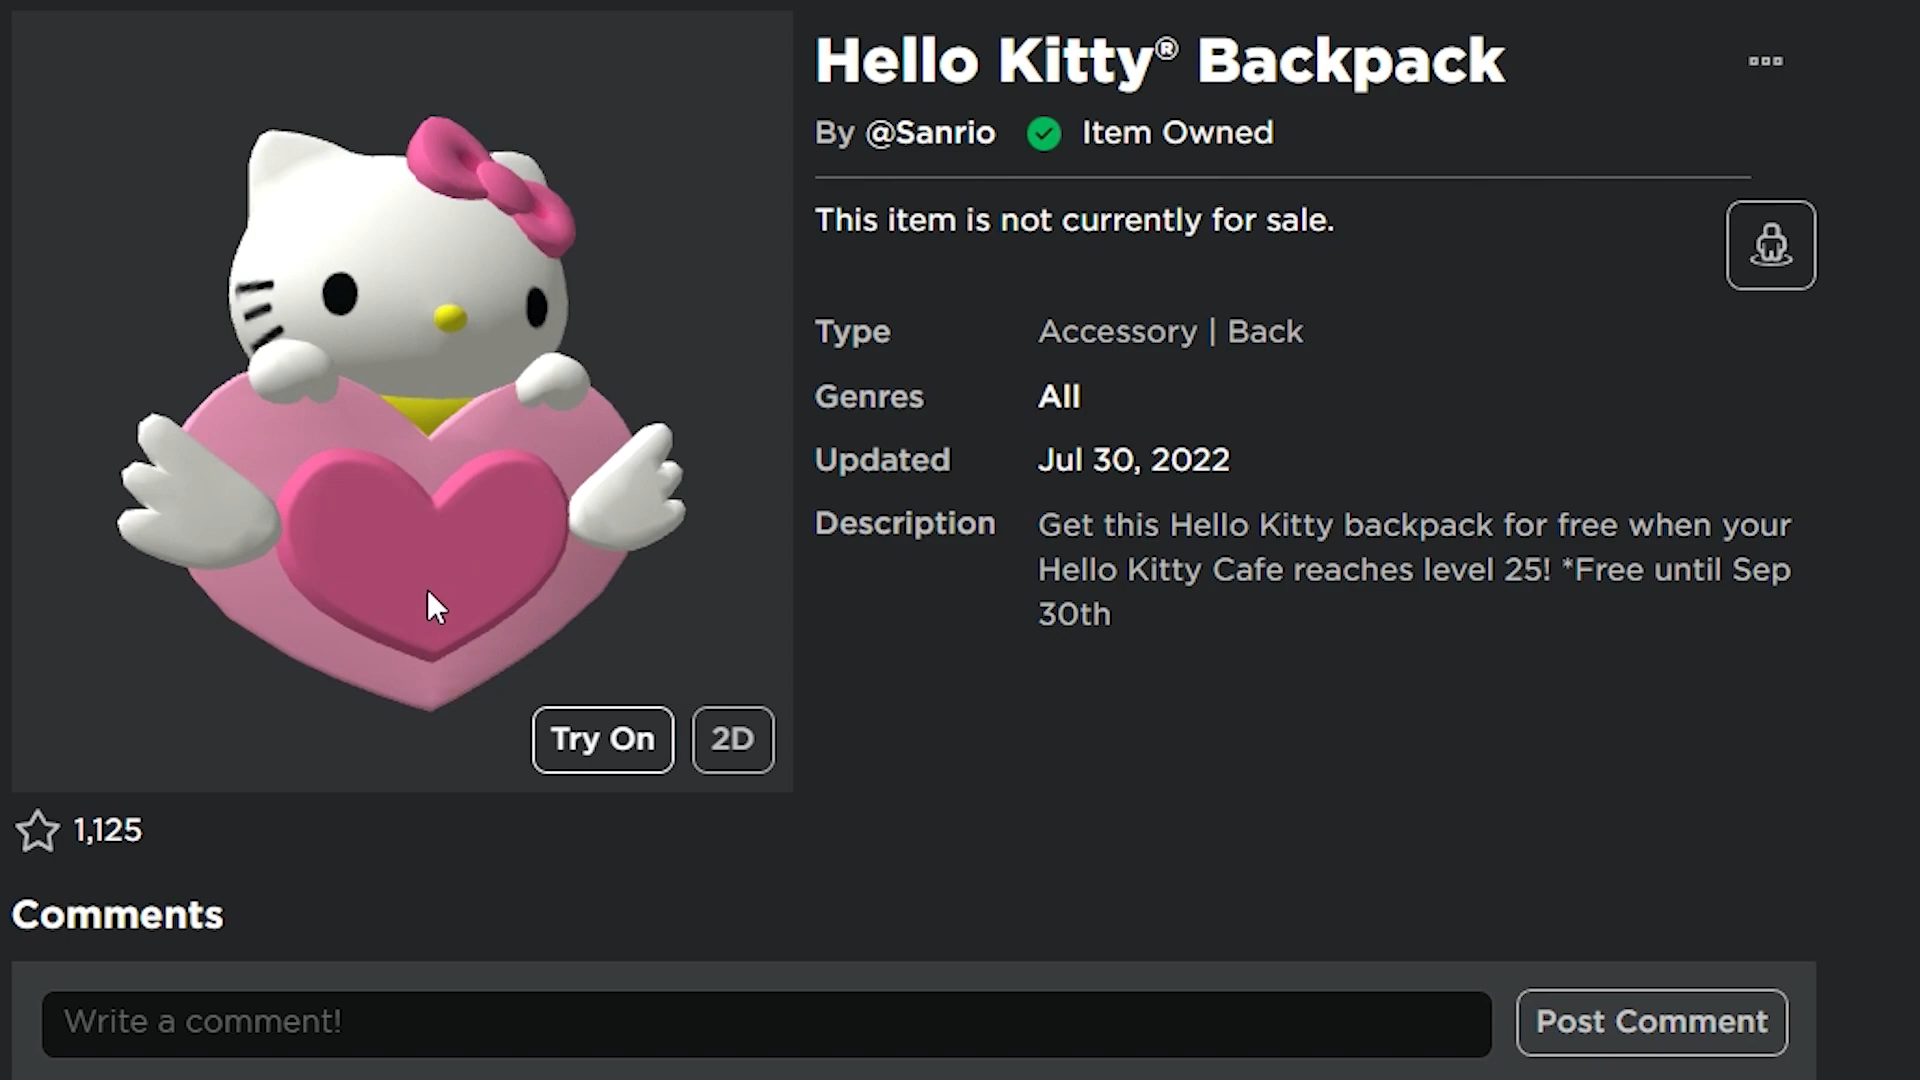 Hello Kitty® Backpack
By @Sanrio Item Owned
This item is not currently for sale.
Type Accessory | Back
Genres All
Updated Jul 30, 2022
Description Get this Hello Kitty backpack for free when your
Hello Kitty Cafe reaches level 25! *Free until Sep
30th
Try On 2D
1,125
Comments
Write a comment! Post Comment